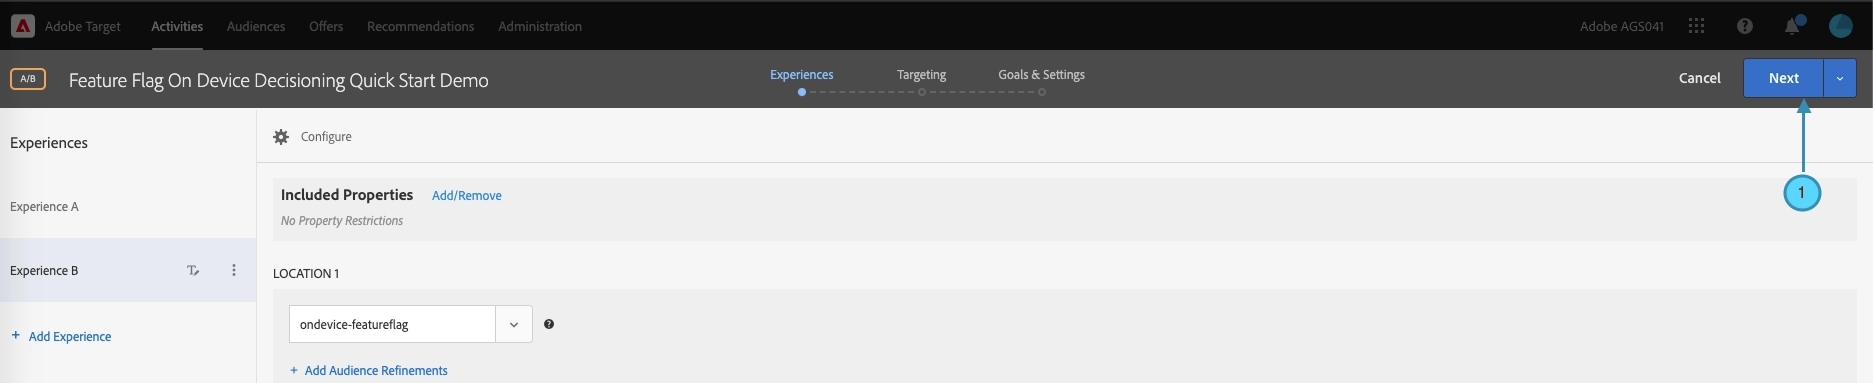 Adobe Target Activities Audiences Offers Recommendations Administration Adobe AGS041 ?
A/B Feature Flag On Device Decisioning Quick Start Demo Experiences Targeting Goals & Settings Cancel Next
Experiences
Configure
Included Properties Add/Remove
1
Experience A
No Property Restrictions
Experience B
LOCATION 1
ondevice-featureflag ?
+ Add Experience
+ Add Audience Refinements